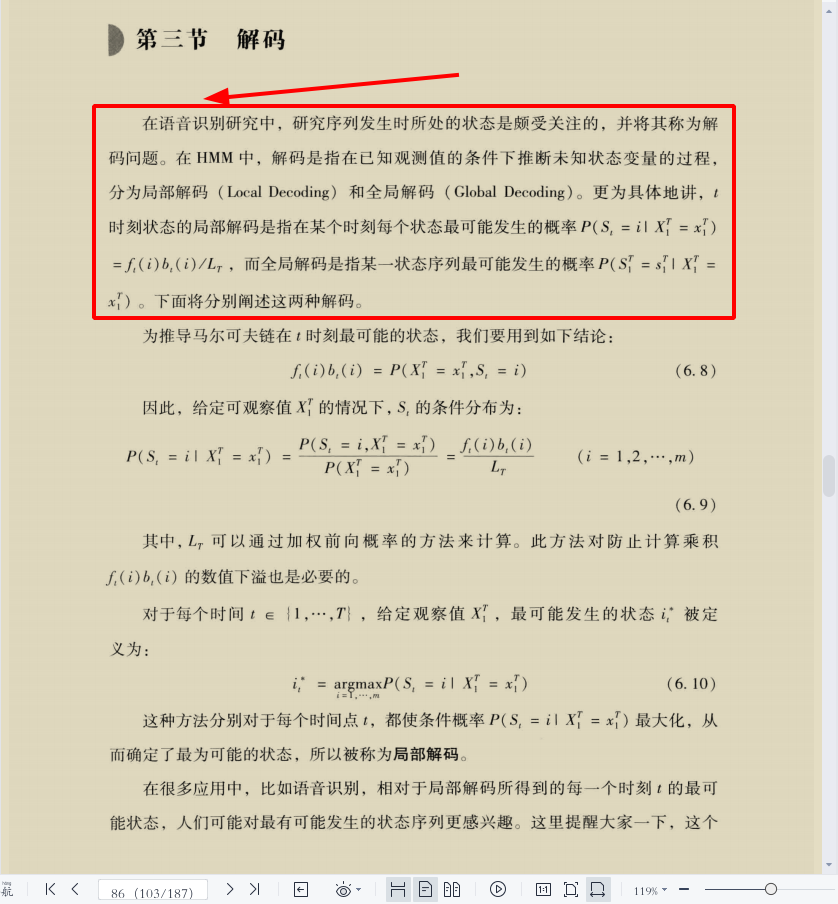 第三节 解码
在语音识别研究中，研究序列发生时所处的状态是颇受关注的，并将其称为解
码问题。在 HMM 中，解码是指在已知观测值的条件下推断未知状态变量的过程，
分为局部解码（Local Decoding）和全局解码（Global Decoding）。更为具体地讲，t
时刻状态的局部解码是指在某个时刻每个状态最可能发生的概率 P(S_t = i | X_1^T = x_1^T)
= f_t(i)b_t(i)/L_T ，而全局解码是指某一状态序列最可能发生的概率 P(S_1^T = s_1^T | X_1^T =
x_1^T) 。下面将分别阐述这两种解码。
为推导马尔可夫链在 t 时刻最可能的状态，我们要用到如下结论：
f_t(i)b_t(i) = P(X_1^T = x_1^T, S_t = i) (6.8)
因此，给定可观察值 X_1^T 的情况下，S_t 的条件分布为：
P(S_t = i | X_1^T = x_1^T) = P(S_t = i, X_1^T = x_1^T) / P(X_1^T = x_1^T) = f_t(i)b_t(i) / L_T (i = 1,2,⋯,m)
(6.9)
其中，L_T 可以通过加权前向概率的方法来计算。此方法对防止计算乘积
f_t(i)b_t(i) 的数值下溢也是必要的。
对于每个时间 t ∈ {1,⋯,T} ，给定观察值 X_1^T ，最可能发生的状态 i_t^* 被定
义为：
i_t^* = argmax P(S_t = i | X_1^T = x_1^T) (6.10)
i=1,⋯,m
这种方法分别对于每个时间点 t，都使条件概率 P(S_t = i | X_1^T = x_1^T) 最大化，从
而确定了最为可能的状态，所以被称为局部解码。
在很多应用中，比如语音识别，相对于局部解码所得到的每一个时刻 t 的最可
能状态，人们可能对最有可能发生的状态序列更感兴趣。这里提醒大家一下，这个
航 86 (103/187) 1:1 119%